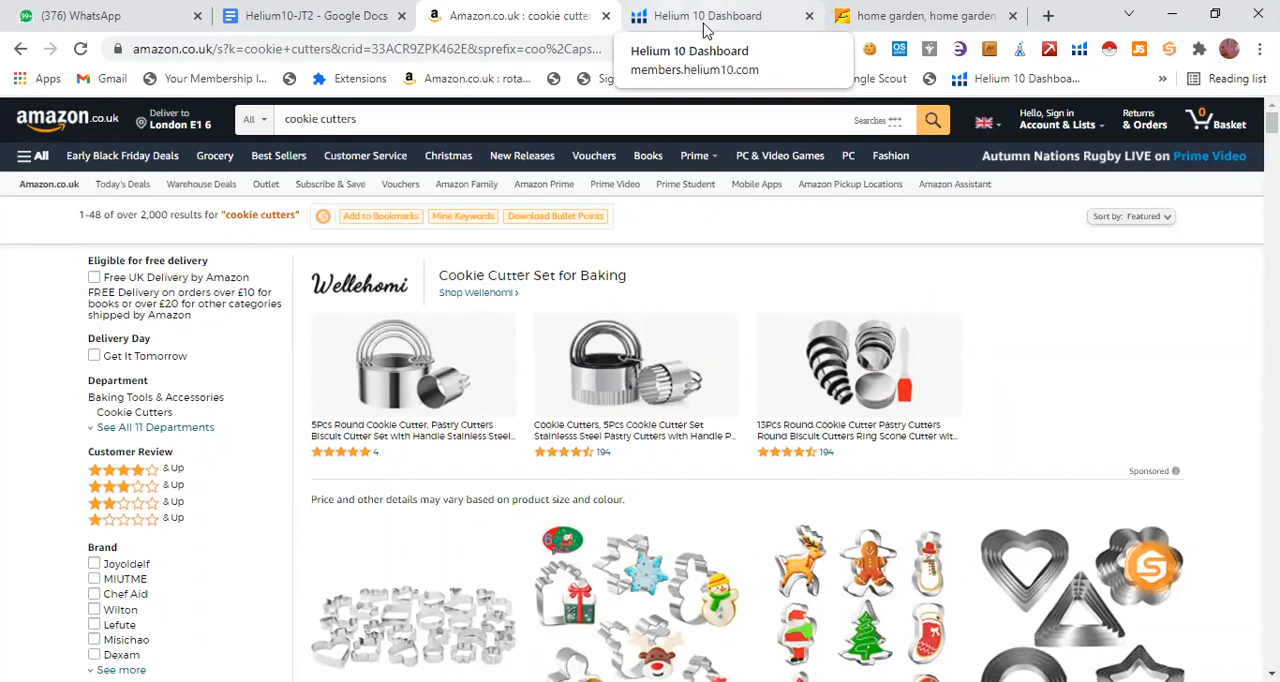 (376) WhatsApp
Helium10-JT2 - Google Docs
Amazon.co.uk : cookie cutter
Helium 10 Dashboard
home garden, home garden
amazon.co.uk/s?k=cookie+cutters&crid=33ACR9ZPK462E&sprefix=coo%2Caps...
Helium 10 Dashboard
members.helium10.com
Apps
Gmail
Your Membership...
Extensions
Amazon.co.uk : rota...
ngle Scout
Helium 10 Dashboa...
Reading list
amazon.co.uk
Deliver to
London E1 6
All
cookie cutters
Searches
Hello, Sign in
Account & Lists
Returns
& Orders
0
Basket
All
Early Black Friday Deals
Grocery
Best Sellers
Customer Service
Christmas
New Releases
Vouchers
Books
Prime
PC & Video Games
PC
Fashion
Autumn Nations Rugby LIVE on Prime Video
Amazon.co.uk
Today's Deals
Warehouse Deals
Outlet
Subscribe & Save
Vouchers
Amazon Family
Amazon Prime
Prime Video
Prime Student
Mobile Apps
Amazon Pickup Locations
Amazon Assistant
1-48 of over 2,000 results for "cookie cutters"
Add to Bookmarks
Mine Keywords
Download Bullet Points
Sort by: Featured
Eligible for free delivery
Free UK Delivery by Amazon
FREE Delivery on orders over £10 for
books or over £20 for other categories
shipped by Amazon
Delivery Day
Get It Tomorrow
Department
Baking Tools & Accessories
Cookie Cutters
See All 11 Departments
Customer Review
& Up
& Up
& Up
& Up
Brand
Joyoldelf
MIUTME
Chef Aid
Wilton
Lefute
Misichao
Dexam
See more
Wellehomi
Cookie Cutter Set for Baking
Shop Wellehomi ›
5Pcs Round Cookie Cutter, Pastry Cutters
Biscuit Cutter Set with Handle Stainless Steel...
4
Cookie Cutters, 5Pcs Cookie Cutter Set
Stainlesss Steel Pastry Cutters with Handle P...
194
13Pcs Round Cookie Cutter Pastry Cutters
Round Biscuit Cutters Ring Scone Cutter wit...
194
Sponsored
Price and other details may vary based on product size and colour.